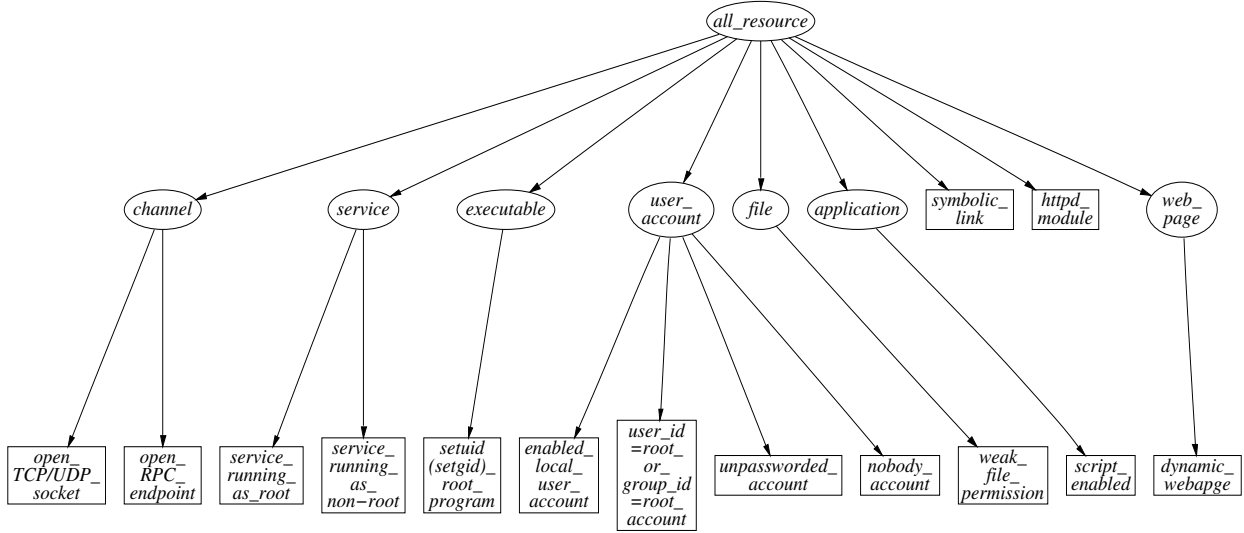 all_resource
channel
service
executable
user_
account
file
application
symbolic_
link
httpd_
module
web_
page
open_
TCP/UDP_
socket
open_
RPC_
endpoint
service_
running_
as_root
service_
running_
as_
non−root
setuid
(setgid)_
root_
program
enabled_
local_
user_
account
user_id
=root_
or_
group_id
=root_
account
unpassworded_
account
nobody_
account
weak_
file_
permission
script_
enabled
dynamic_
webapge